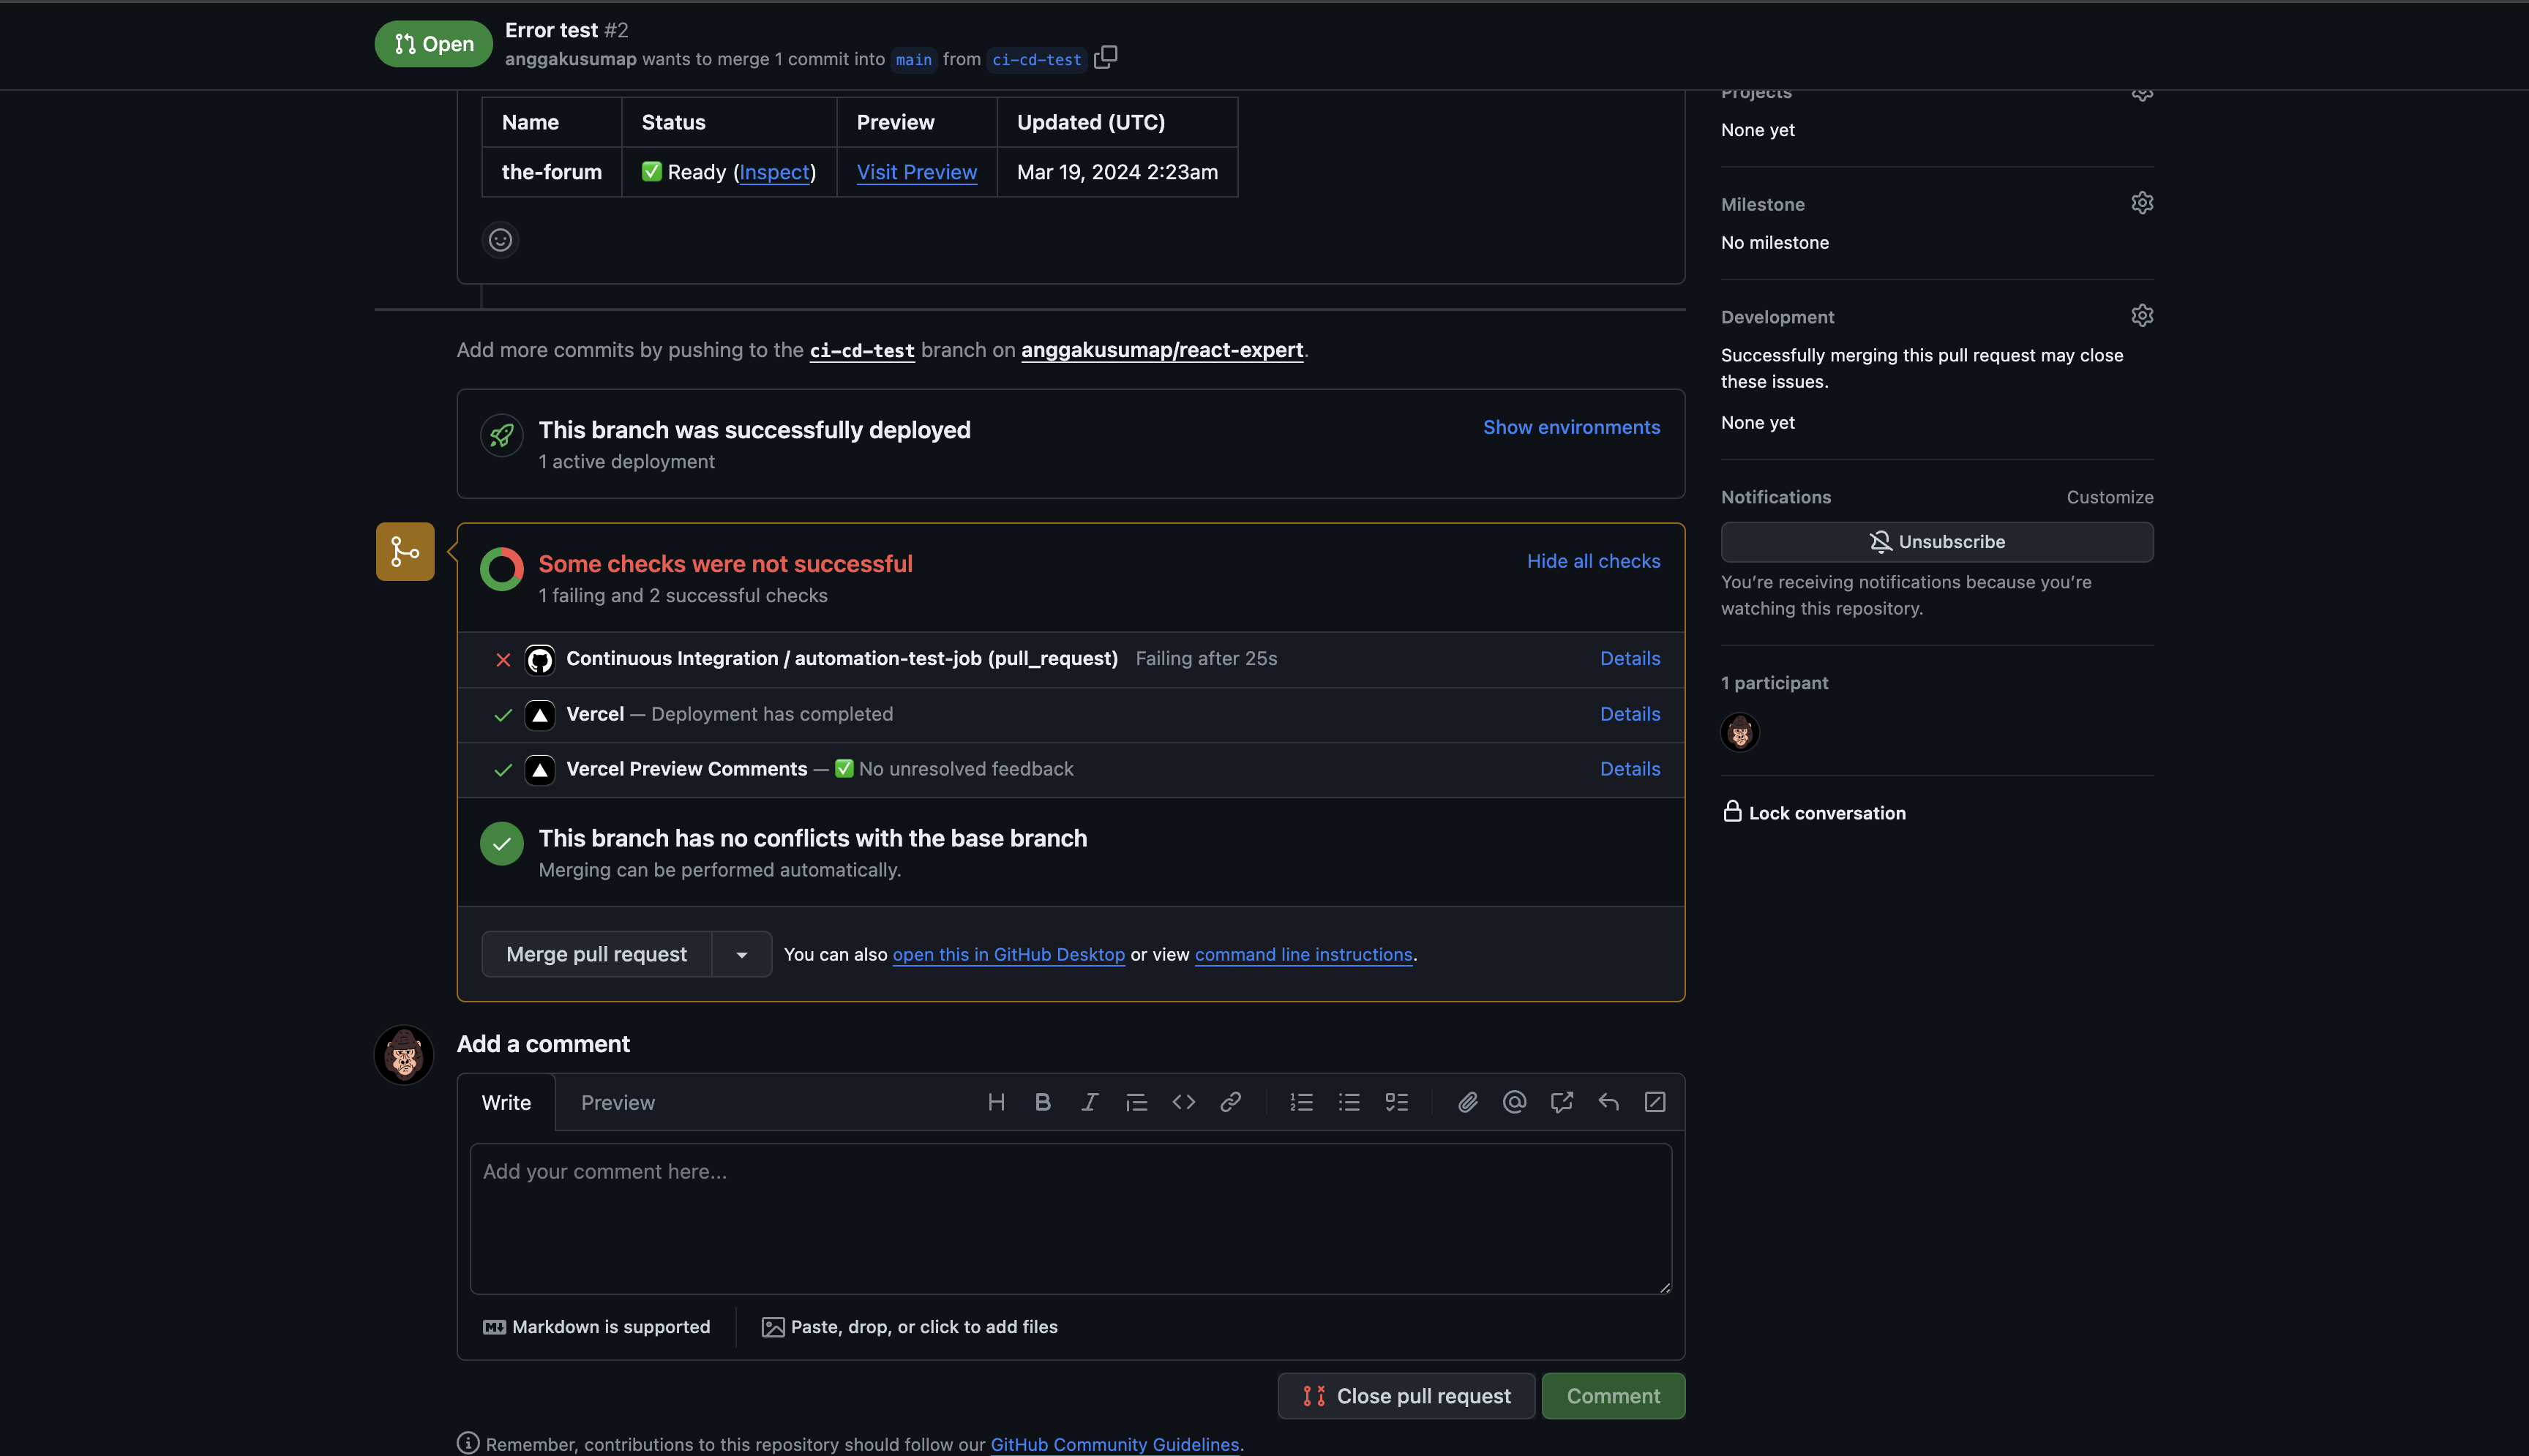 Open
Error test #2
anggakusumap wants to merge 1 commit into main from ci-cd-test
Name Status Preview Updated (UTC)
the-forum ✅ Ready (Inspect) Visit Preview Mar 19, 2024 2:23am
Add more commits by pushing to the ci-cd-test branch on anggakusumap/react-expert.
This branch was successfully deployed
1 active deployment
Show environments
Some checks were not successful
1 failing and 2 successful checks
Hide all checks
Continuous Integration / automation-test-job (pull_request) Failing after 25s Details
Vercel — Deployment has completed Details
Vercel Preview Comments — ✅ No unresolved feedback Details
This branch has no conflicts with the base branch
Merging can be performed automatically.
Merge pull request
You can also open this in GitHub Desktop or view command line instructions.
Add a comment
Write Preview
Add your comment here...
Markdown is supported
Paste, drop, or click to add files
Close pull request
Comment
Remember, contributions to this repository should follow our GitHub Community Guidelines.
Projects
None yet
Milestone
No milestone
Development
Successfully merging this pull request may close
these issues.
None yet
Notifications Customize
Unsubscribe
You’re receiving notifications because you’re
watching this repository.
1 participant
Lock conversation